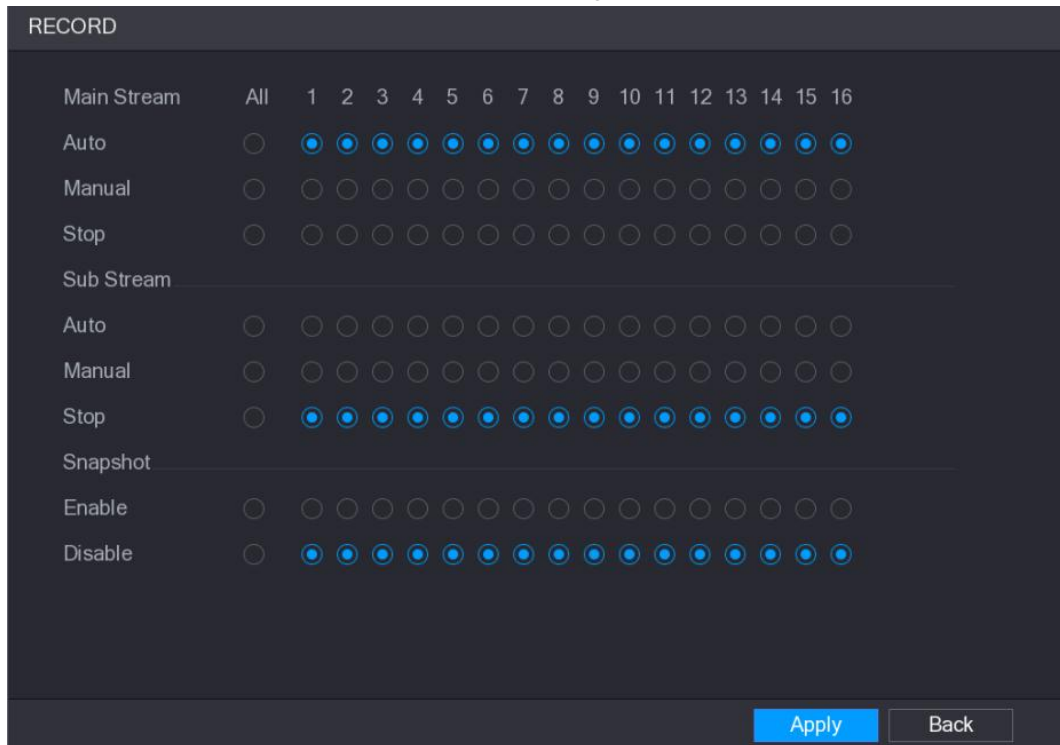 RECORD
Main Stream All 1 2 3 4 5 6 7 8 9 10 11 12 13 14 15 16
Auto
Manual
Stop
Sub Stream
Auto
Manual
Stop
Snapshot
Enable
Disable
Apply Back